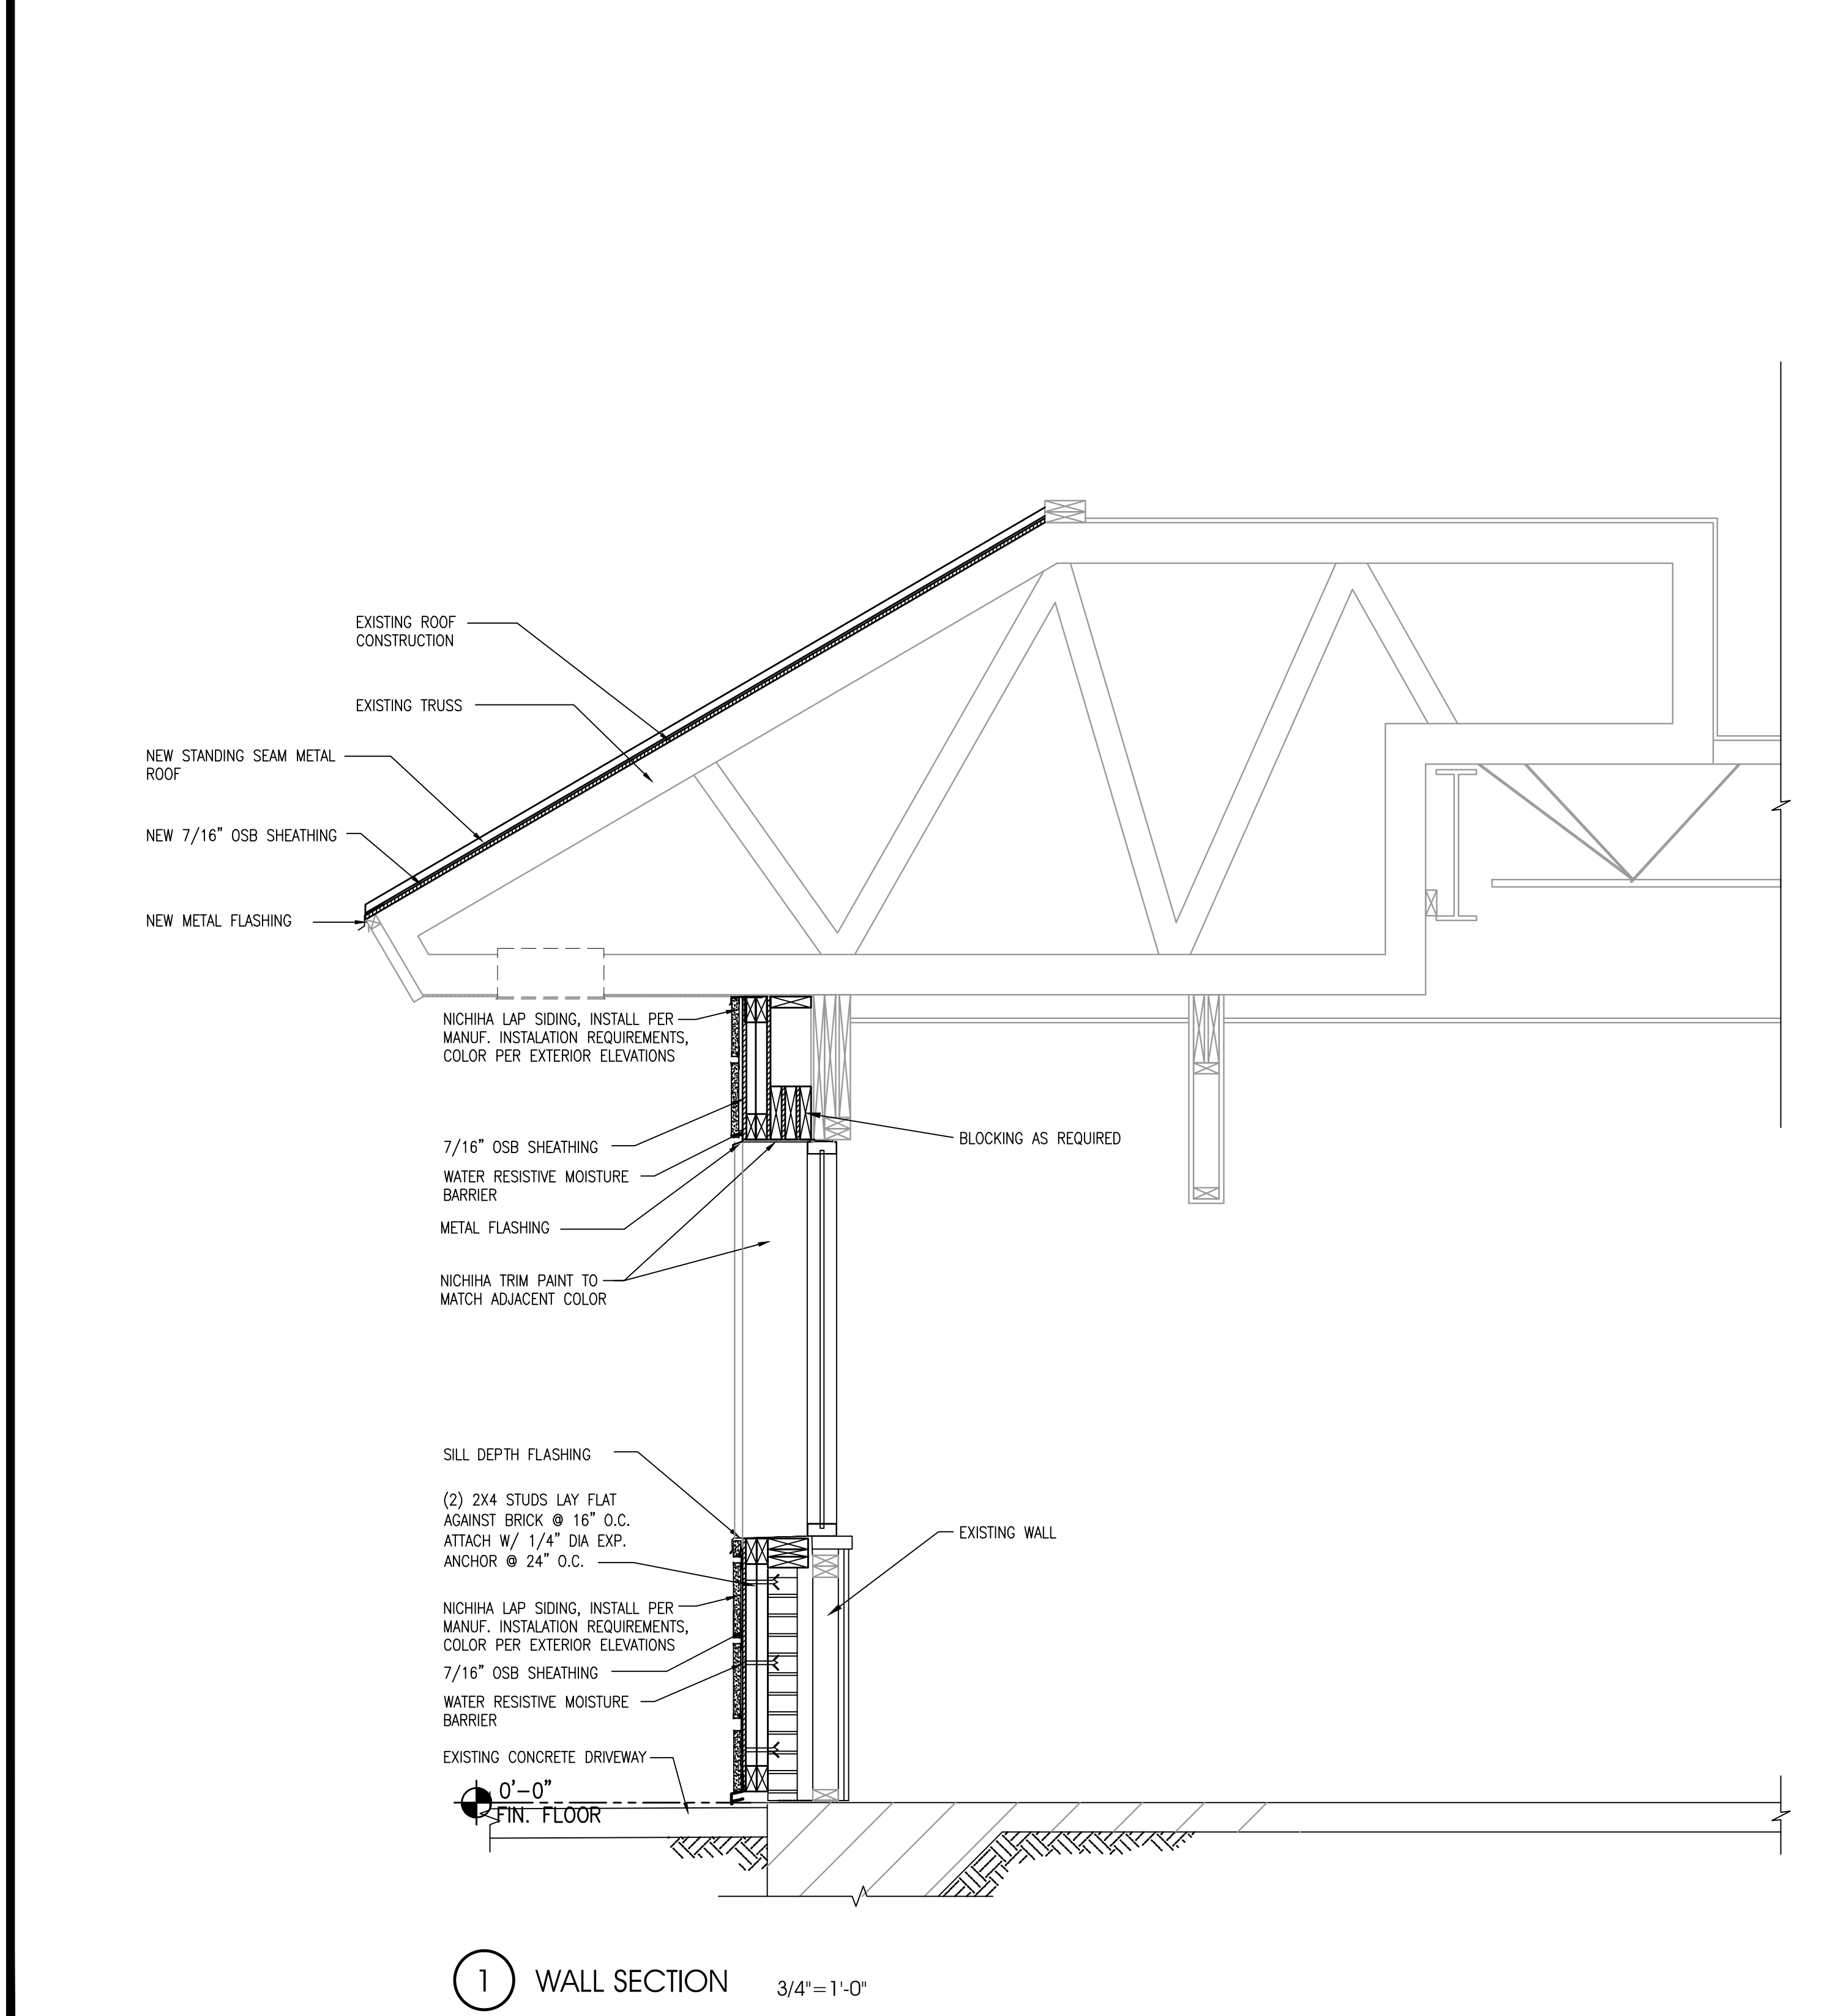 EXISTING ROOF
CONSTRUCTION
EXISTING TRUSS
NEW STANDING SEAM METAL
ROOF
NEW 7/16" OSB SHEATHING
NEW METAL FLASHING
NICHIHA LAP SIDING, INSTALL PER
MANUF. INSTALATION REQUIREMENTS,
COLOR PER EXTERIOR ELEVATIONS
7/16" OSB SHEATHING
BLOCKING AS REQUIRED
WATER RESISTIVE MOISTURE
BARRIER
METAL FLASHING
NICHIHA TRIM PAINT TO
MATCH ADJACENT COLOR
SILL DEPTH FLASHING
(2) 2X4 STUDS LAY FLAT
AGAINST BRICK @ 16" O.C.
ATTACH W/ 1/4" DIA EXP.
ANCHOR @ 24" O.C.
EXISTING WALL
NICHIHA LAP SIDING, INSTALL PER
MANUF. INSTALATION REQUIREMENTS,
COLOR PER EXTERIOR ELEVATIONS
7/16" OSB SHEATHING
WATER RESISTIVE MOISTURE
BARRIER
EXISTING CONCRETE DRIVEWAY
0'-0"
FIN. FLOOR
1 WALL SECTION 3/4"=1'-0"